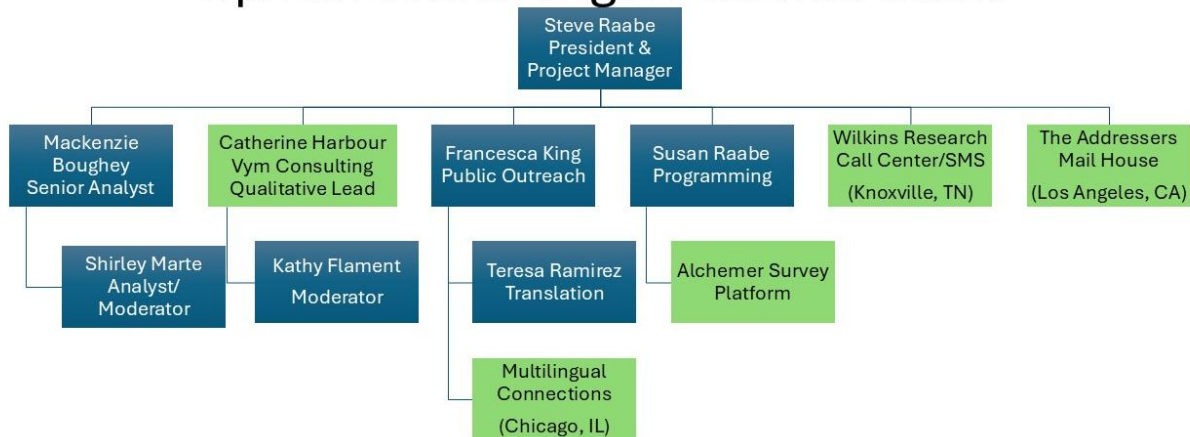 Steve Raabe
President &
Project Manager
Mackenzie
Boughey
Senior Analyst
Catherine Harbour
Vym Consulting
Qualitative Lead
Francesca King
Public Outreach
Susan Raabe
Programming
Wilkins Research
Call Center/SMS
(Knoxville, TN)
The Addressers
Mail House
(Los Angeles, CA)
Shirley Marte
Analyst/
Moderator
Kathy Flament
Moderator
Teresa Ramirez
Translation
Alchemer Survey
Platform
Multilingual
Connections
(Chicago, IL)